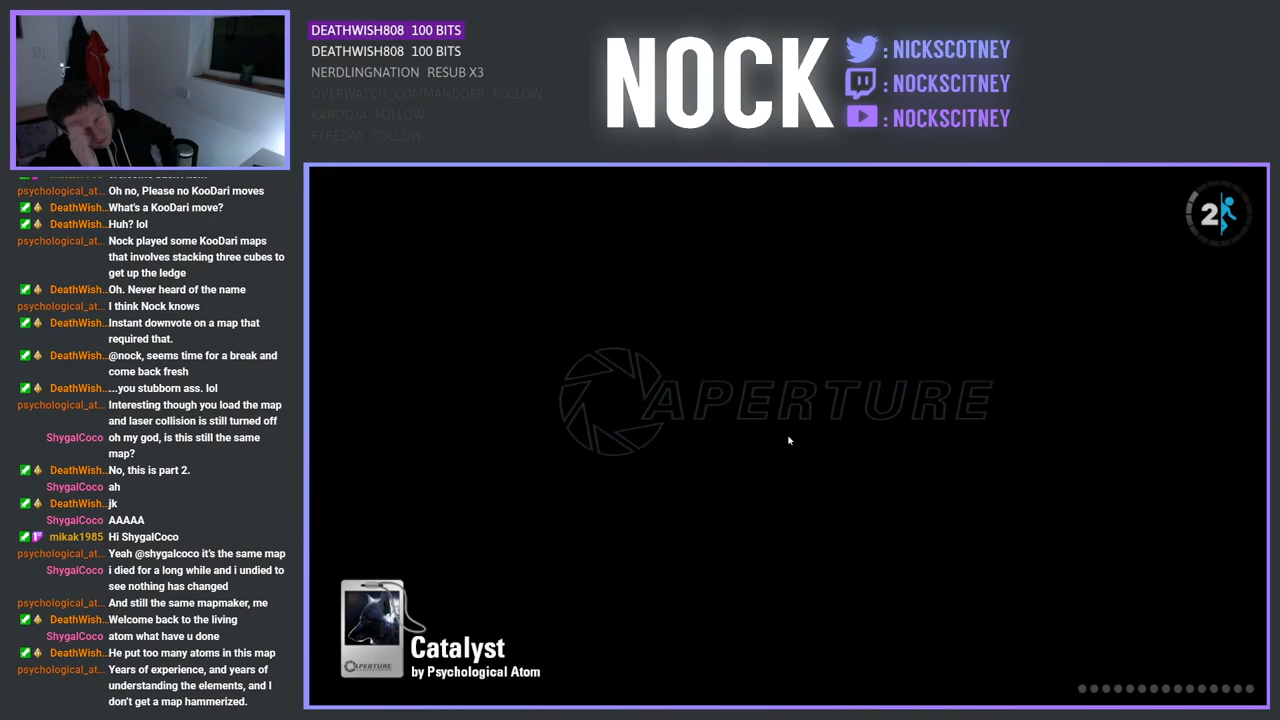 DEATHWISH808 100 BITS
DEATHWISH808 100 BITS
NERDLINGNATION RESUB X3
OVERWATCH_COMMANDDER FOLLOW
KAROOJA FOLLOW
FYREDAY FOLLOW
NOCK
: NICKSCOTNEY
: NOCKSCITNEY
: NOCKSCITNEY
psychological_at... Oh no, Please no KooDari moves
DeathWish.. What's a KooDari move?
DeathWish.. Huh? lol
psychological_at... Nock played some KooDari maps
that involves stacking three cubes to
get up the ledge
DeathWish.. Oh. Never heard of the name
psychological_at... I think Nock knows
DeathWish.. Instant downvote on a map that
required that.
DeathWish.. @nock, seems time for a break and
come back fresh
DeathWish.. ...you stubborn ass. lol
psychological_at... Interesting though you load the map
and laser collision is still turned off
ShygalCoco oh my god, is this still the same
map?
DeathWish.. No, this is part 2.
ShygalCoco ah
DeathWish.. jk
ShygalCoco AAAAA
mikak1985 Hi ShygalCoco
psychological_at... Yeah @shygalcoco it's the same map
ShygalCoco i died for a long while and i undied to
see nothing has changed
psychological_at... And still the same mapmaker, me
DeathWish.. Welcome back to the living
ShygalCoco atom what have u done
DeathWish.. He put too many atoms in this map
psychological_at... Years of experience, and years of
understanding the elements, and I
don't get a map hammerized.
2
APERTURE
APERTURE
Catalyst
by Psychological Atom